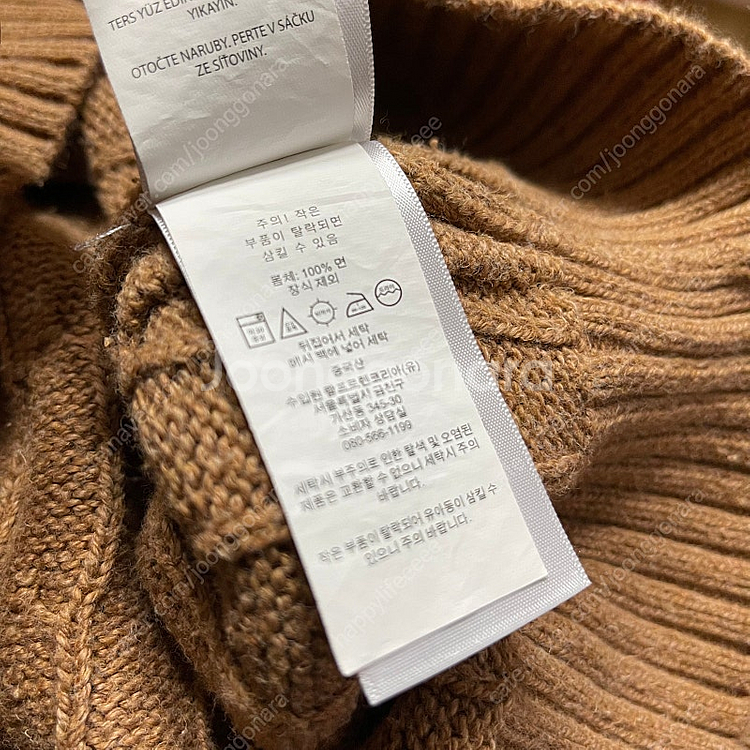 TERS YÜZ EDİP
YIKAYIN.
OTOČTE NARUBY. PERTE V SÁČKU
ZE SÍŤOVINY.
주의! 작은
부품이 탈락되면
삼킬 수 있음
몸체: 100% 면
장식 제외
뒤집어서 세탁
메시 백에 넣어 세탁
중국산
수입원 랄프로렌코리아(유)
서울특별시 금천구
가산동 345-30
소비자 상담실
080-566-1199
세탁시 부주의로 인한 탈색 및 오염된
제품은 교환할 수 없으니 세탁시 주의
바랍니다.
작은 부품이 탈락되어 유아동이 삼킬 수
있으니 주의 바랍니다.
joonggonara